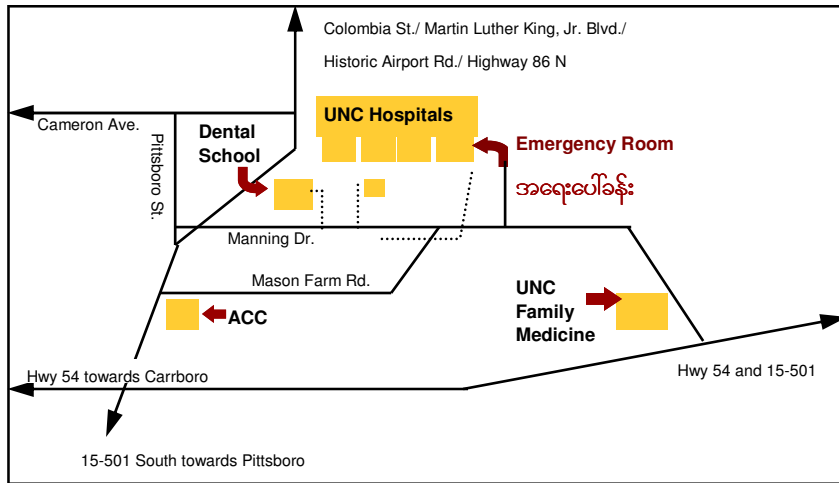 Colombia St./ Martin Luther King, Jr. Blvd./
Historic Airport Rd./ Highway 86 N
Cameron Ave.
Pittsboro St.
Dental
School
UNC Hospitals
Emergency Room
အရေးပေါ်ခန်း
Manning Dr.
Mason Farm Rd.
ACC
UNC
Family
Medicine
Hwy 54 towards Carrboro
Hwy 54 and 15-501
15-501 South towards Pittsboro